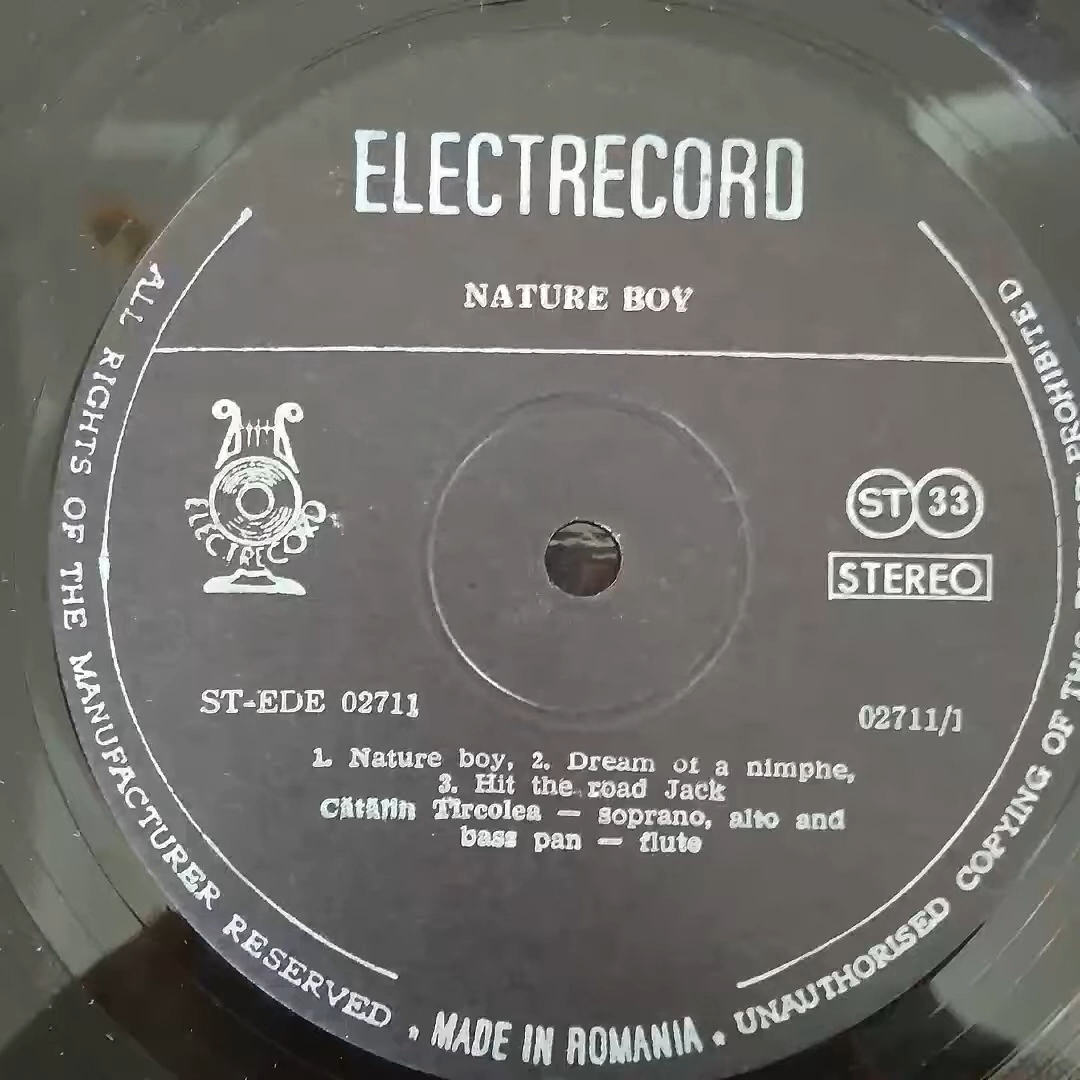 ELECTRECORD
NATURE BOY
ELECTRECORD
ST 33
STEREO
ST-EDE 02711
02711/1
1. Nature boy, 2. Dream of a nimphe,
3. Hit the road Jack
Cătălin Tîrcolea — soprano, alto and
bass pan — flute
ALL RIGHTS OF THE MANUFACTURER RESERVED
• MADE IN ROMANIA •
UNAUTHORISED COPYING OF THIS PROHIBITED